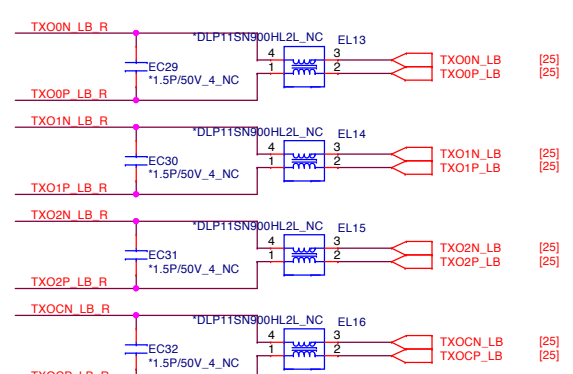 TXO0N_LB_R
*DLP11SN900HL2L_NC EL13
4 3
TXO0N_LB [25]
EC29
1 2
TXO0P_LB [25]
*1.5P/50V_4_NC
TXO0P_LB_R
TXO1N_LB_R
*DLP11SN900HL2L_NC EL14
4 3
TXO1N_LB [25]
EC30
1 2
TXO1P_LB [25]
*1.5P/50V_4_NC
TXO1P_LB_R
TXO2N_LB_R
*DLP11SN900HL2L_NC EL15
4 3
TXO2N_LB [25]
EC31
1 2
TXO2P_LB [25]
*1.5P/50V_4_NC
TXO2P_LB_R
TXOCN_LB_R
*DLP11SN900HL2L_NC EL16
4 3
TXOCN_LB [25]
EC32
1 2
TXOCP_LB [25]
*1.5P/50V_4_NC